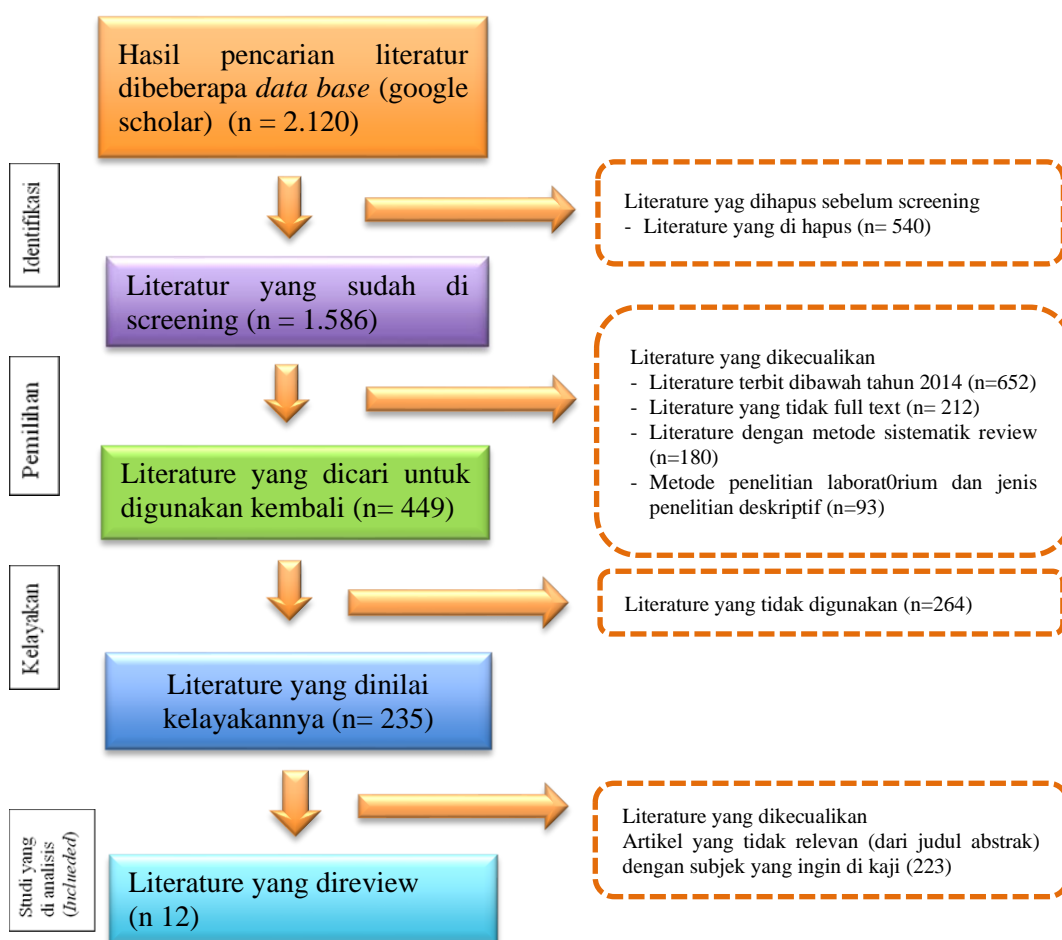 Hasil pencarian literatur
dibeberapa data base (google
scholar) (n = 2.120)
Identifikasi
Literature yag dihapus sebelum screening
- Literature yang di hapus (n= 540)
Literatur yang sudah di
screening (n = 1.586)
Pemilihan
Literature yang dikecualikan
- Literature terbit dibawah tahun 2014 (n=652)
- Literature yang tidak full text (n= 212)
- Literature dengan metode sistematik review
(n=180)
- Metode penelitian laborat0rium dan jenis
penelitian deskriptif (n=93)
Literature yang dicari untuk
digunakan kembali (n= 449)
Kelayakan
Literature yang tidak digunakan (n=264)
Literature yang dinilai
kelayakannya (n= 235)
Studi yang
di analisis
(Inclueded)
Literature yang dikecualikan
Artikel yang tidak relevan (dari judul abstrak)
dengan subjek yang ingin di kaji (223)
Literature yang direview
(n 12)